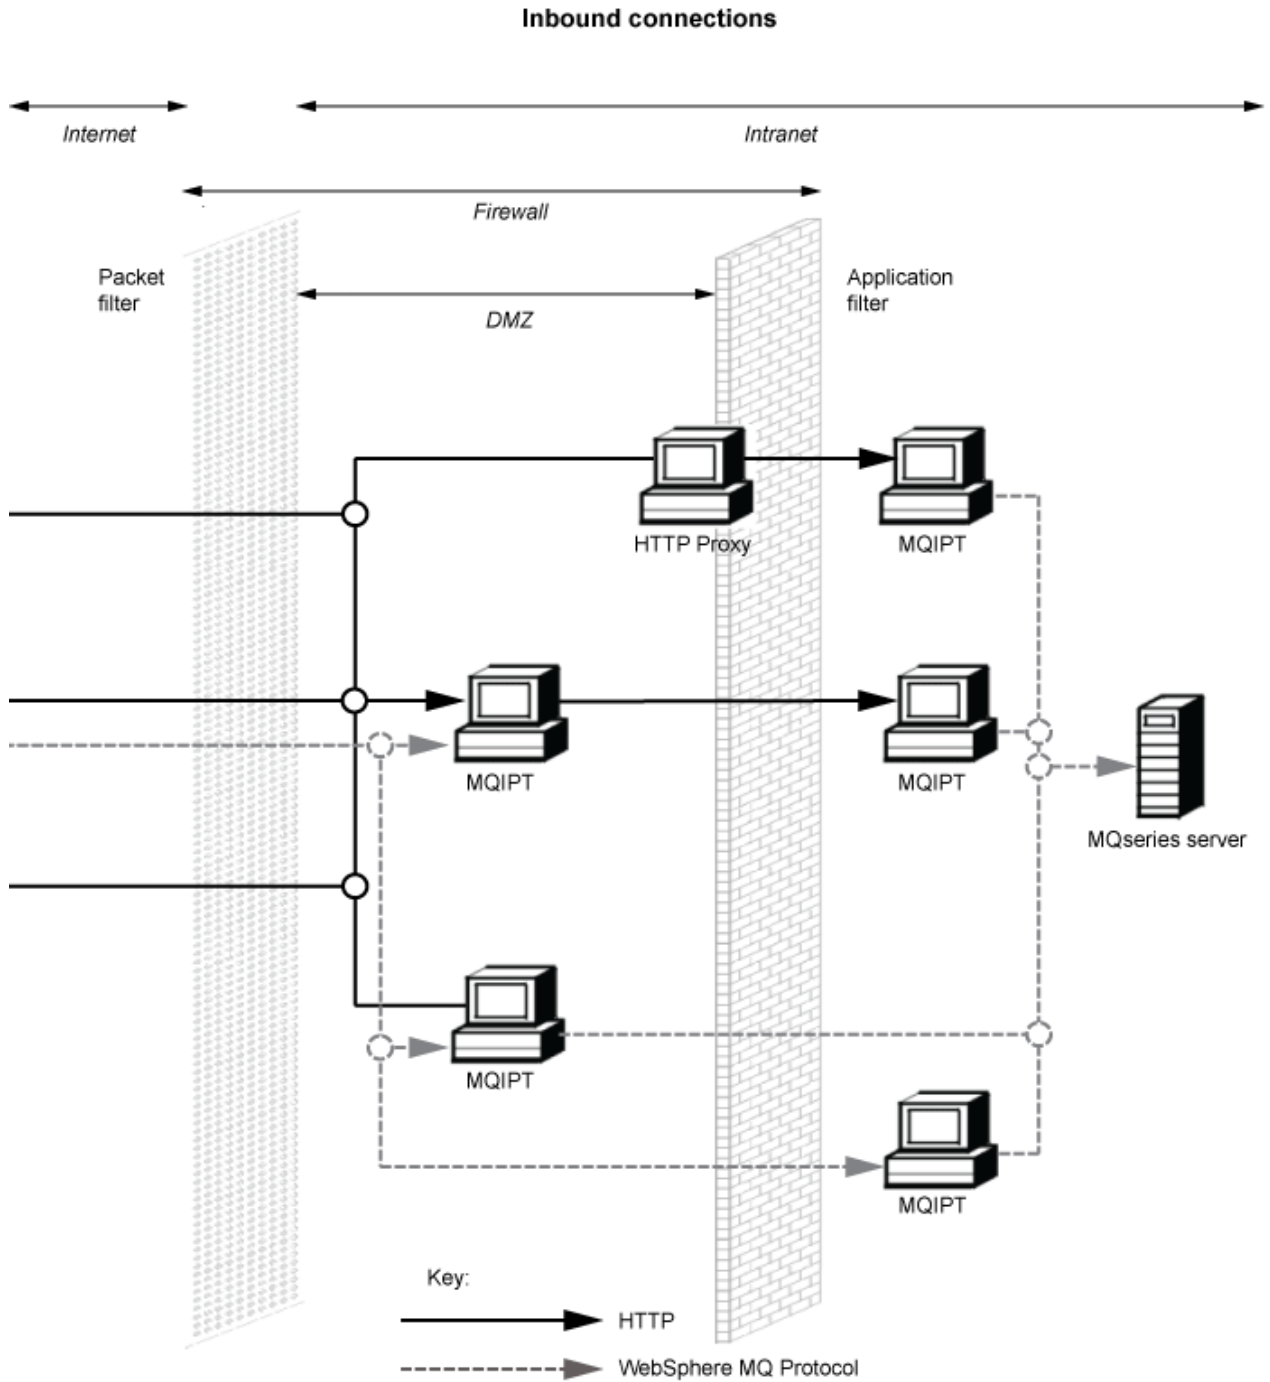 Inbound connections
Internet
Intranet
Firewall
Packet
filter
Application
filter
DMZ
HTTP Proxy
MQIPT
MQIPT
MQIPT
MQseries server
MQIPT
MQIPT
Key:
HTTP
WebSphere MQ Protocol